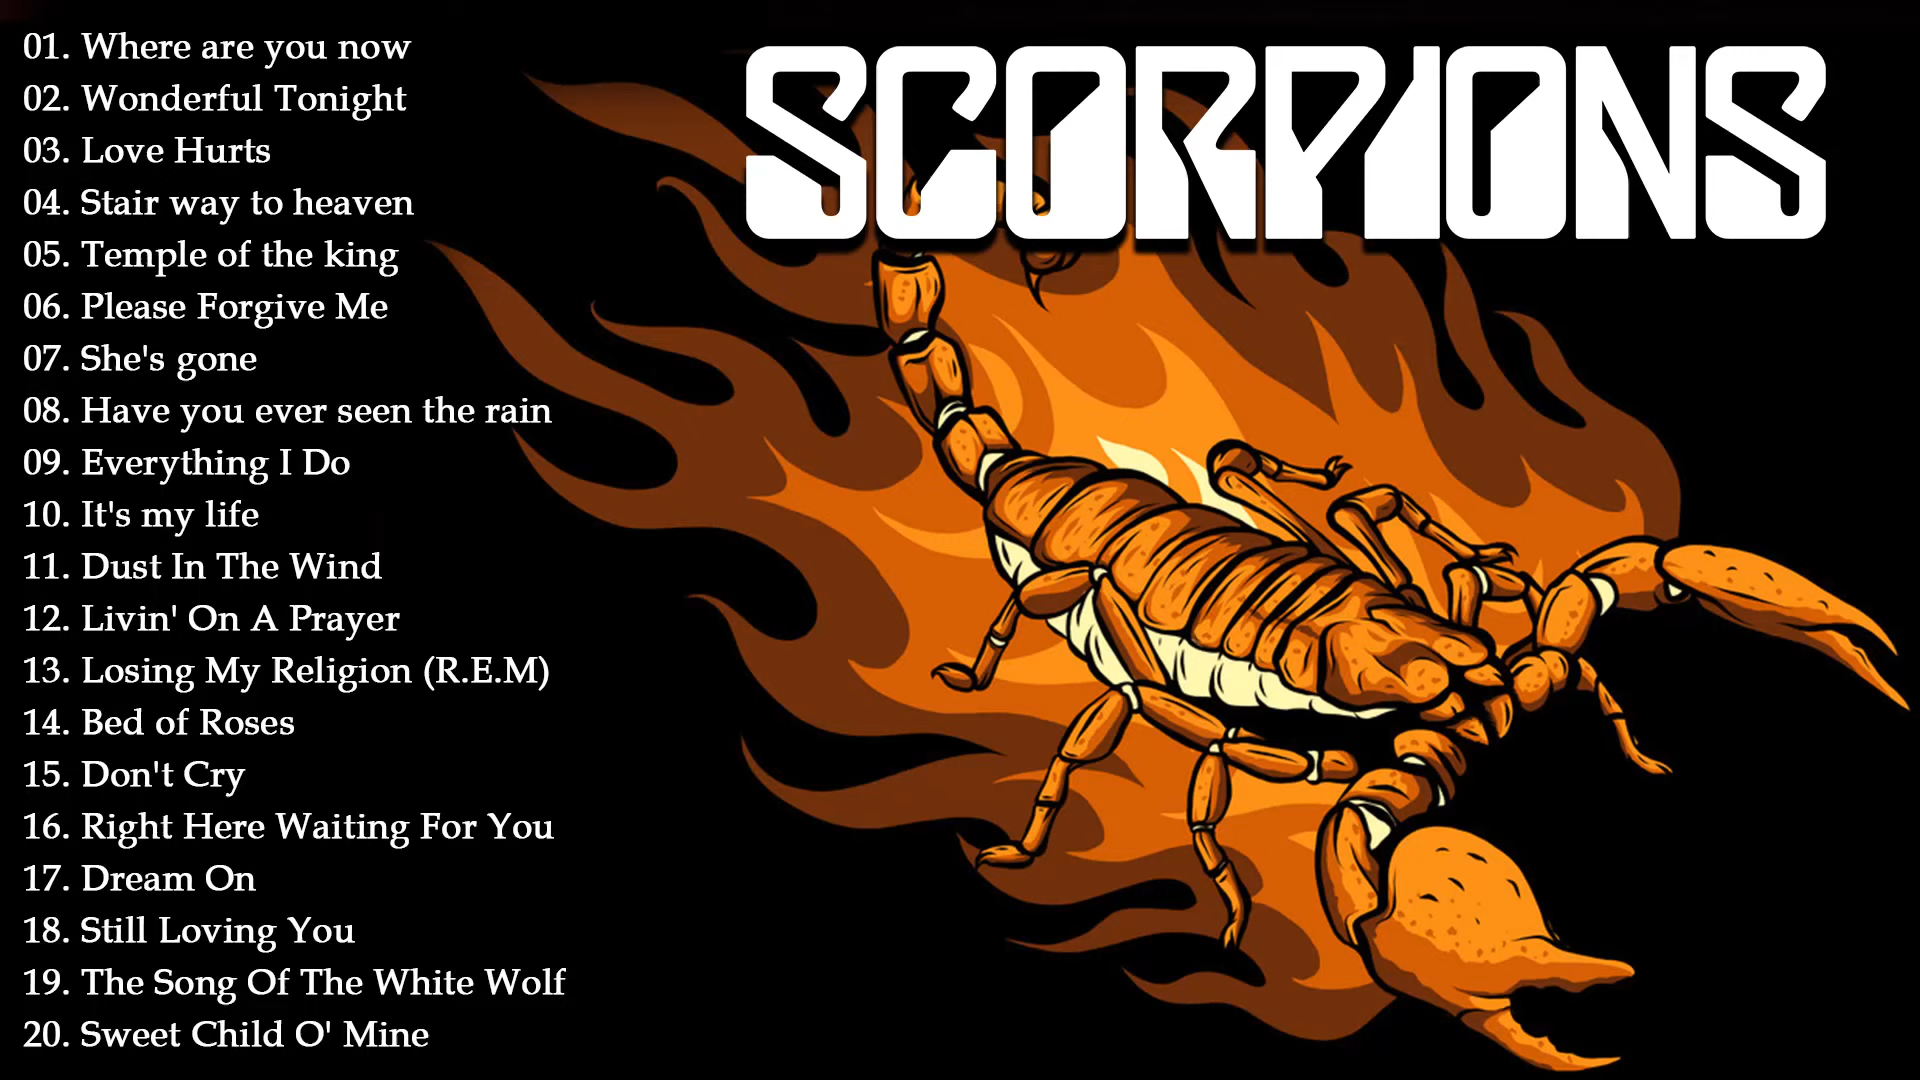 01. Where are you now
02. Wonderful Tonight
03. Love Hurts
04. Stair way to heaven
05. Temple of the king
06. Please Forgive Me
07. She's gone
08. Have you ever seen the rain
09. Everything I Do
10. It's my life
11. Dust In The Wind
12. Livin' On A Prayer
13. Losing My Religion (R.E.M)
14. Bed of Roses
15. Don't Cry
16. Right Here Waiting For You
17. Dream On
18. Still Loving You
19. The Song Of The White Wolf
20. Sweet Child O' Mine
SCORPIONS